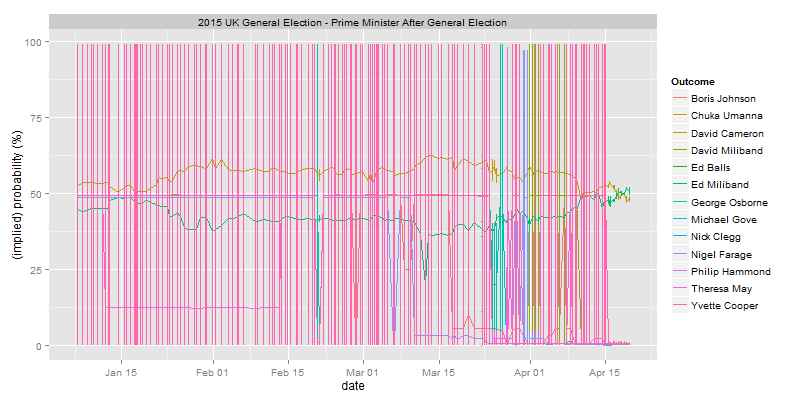 2015 UK General Election - Prime Minister After General Election
(implied) probability (%)
100
75
50
25
0
Jan 15
Feb 01
Feb 15
Mar 01
Mar 15
Apr 01
Apr 15
date
Outcome
Boris Johnson
Chuka Umanna
David Cameron
David Miliband
Ed Balls
Ed Miliband
George Osborne
Michael Gove
Nick Clegg
Nigel Farage
Philip Hammond
Theresa May
Yvette Cooper